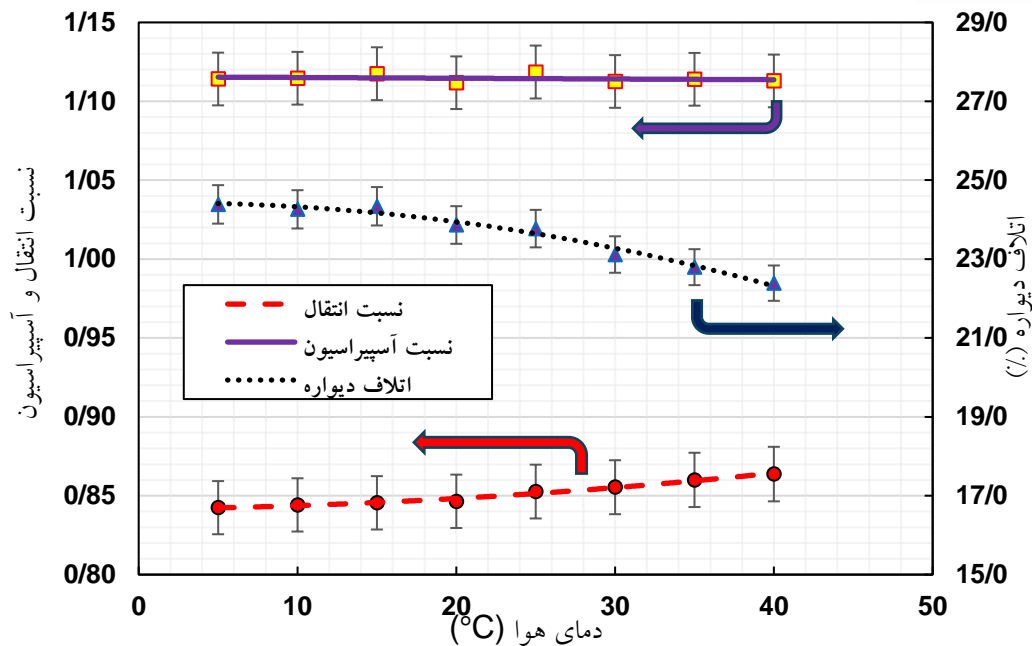 1/15
1/10
1/05
1/00
0/95
0/90
0/85
0/80
نسبت انتقال و آسپیراسیون
29/0
27/0
25/0
23/0
21/0
19/0
17/0
15/0
اتلاف دیواره (%)
نسبت انتقال
نسبت آسپیراسیون
اتلاف دیواره
0 10 20 30 40 50
دمای هوا (°C)